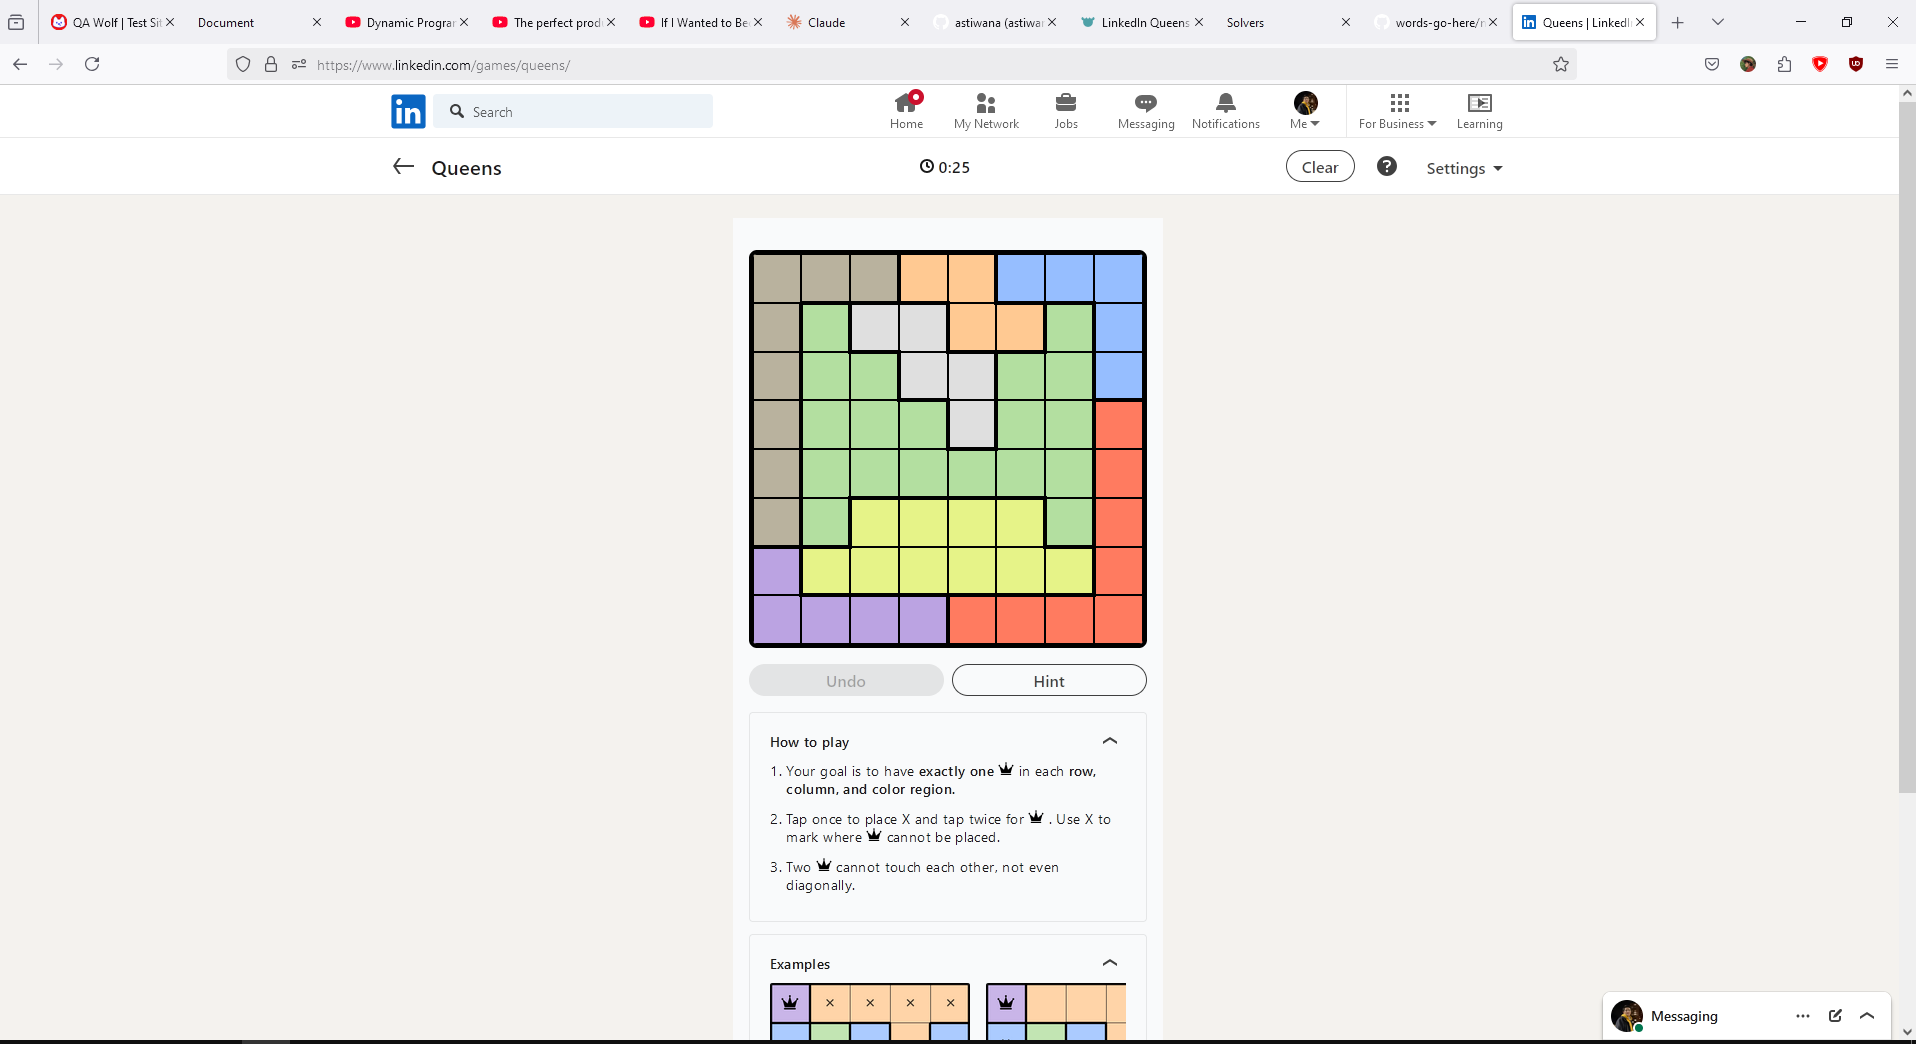 QA Wolf | Test Sit
Document
Dynamic Progra
The perfect prod
If I Wanted to Be
Claude
astiwana (astiwa
LinkedIn Queens
Solvers
words-go-here/n
Queens | LinkedI
https://www.linkedin.com/games/queens/
in
Search
Home
My Network
Jobs
Messaging
Notifications
Me
For Business
Learning
Queens
0:25
Clear
?
Settings
Undo
Hint
How to play
1. Your goal is to have exactly one in each row,
column, and color region.
2. Tap once to place X and tap twice for . Use X to
mark where cannot be placed.
3. Two cannot touch each other, not even
diagonally.
Examples
Messaging